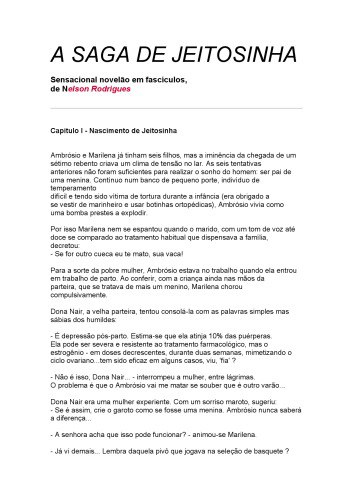 A SAGA DE JEITOSINHA
Sensacional novelão em fascículos,
de Nelson Rodrigues
Capítulo I - Nascimento de Jeitosinha
Ambrósio e Marilena já tinham seis filhos, mas a iminência da chegada de um
sétimo rebento criava um clima de tensão no lar. As seis tentativas
anteriores não foram suficientes para realizar o sonho do homem: ser pai de
uma menina. Contínuo num banco de pequeno porte, indivíduo de
temperamento
difícil e tendo sido vítima de tortura durante a infância (era obrigado a
se vestir de marinheiro e usar botinhas ortopédicas), Ambrósio vivia como
uma bomba prestes a explodir.
Por isso Marilena nem se espantou quando o marido, com um tom de voz até
doce se comparado ao tratamento habitual que dispensava a família,
decretou:
- Se for outro cueca eu te mato, sua vaca!
Para a sorte da pobre mulher, Ambrósio estava no trabalho quando ela entrou
em trabalho de parto. Ao conferir, com a criança ainda nas mãos da
parteira, que se tratava de mais um menino, Marilena chorou
compulsivamente.
Dona Nair, a velha parteira, tentou consolá-la com as palavras simples mas
sábias dos humildes:
- É depressão pós-parto. Estima-se que ela atinja 10% das puérperas.
Ela pode ser severa e resistente ao tratamento farmacológico, mas o
estrogênio - em doses decrescentes, durante duas semanas, mimetizando o
ciclo ovariano...tem sido eficaz em alguns casos, viu, 'fia' ?
- Não é isso, Dona Nair... - interrompeu a mulher, entre lágrimas.
O problema é que o Ambrósio vai me matar se souber que é outro varão...
Dona Nair era uma mulher experiente. Com um sorriso maroto, sugeriu:
- Se é assim, crie o garoto como se fosse uma menina. Ambrósio nunca saberá
a diferença...
- A senhora acha que isso pode funcionar? - animou-se Marilena.
- Já vi demais... Lembra daquela pivô que jogava na seleção de basquete ?